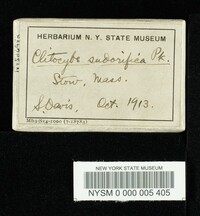 HERBARIUM N. Y. STATE MUSEUM
Clitocybe sudorifica Pk.
Stow, Mass.
S. Davis. Oct. 1913.
NEW YORK STATE MUSEUM
NYSM 0 000 005 405